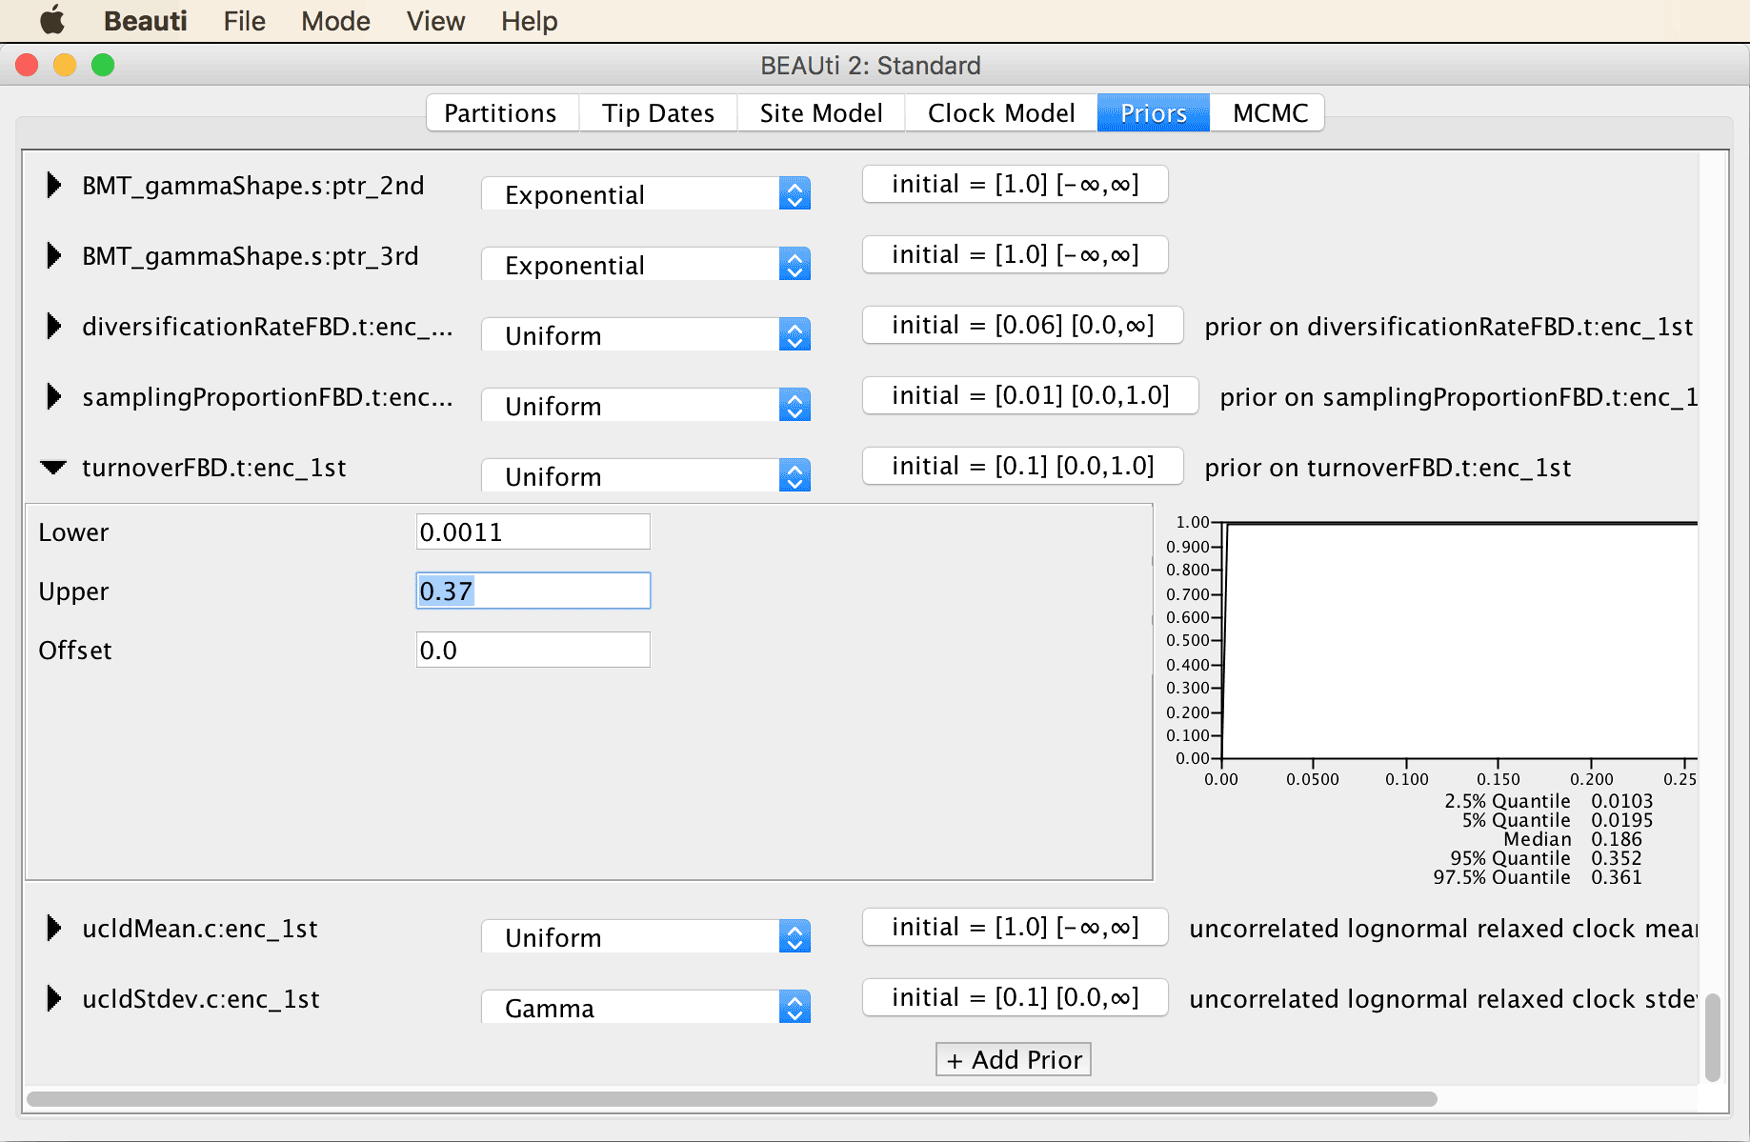 Beauti File Mode View Help
BEAUti 2: Standard
Partitions Tip Dates Site Model Clock Model Priors MCMC
BMT_gammaShape.s:ptr_2nd Exponential initial = [1.0] [-∞,∞]
BMT_gammaShape.s:ptr_3rd Exponential initial = [1.0] [-∞,∞]
diversificationRateFBD.t:enc_... Uniform initial = [0.06] [0.0,∞] prior on diversificationRateFBD.t:enc_1st
samplingProportionFBD.t:enc... Uniform initial = [0.01] [0.0,1.0] prior on samplingProportionFBD.t:enc_1
turnoverFBD.t:enc_1st Uniform initial = [0.1] [0.0,1.0] prior on turnoverFBD.t:enc_1st
Lower 0.0011
Upper 0.37
Offset 0.0
1.00
0.900
0.800
0.700
0.600
0.500
0.400
0.300
0.200
0.100
0.00
0.00 0.0500 0.100 0.150 0.200 0.25
2.5% Quantile 0.0103
5% Quantile 0.0195
Median 0.186
95% Quantile 0.352
97.5% Quantile 0.361
ucldMean.c:enc_1st Uniform initial = [1.0] [-∞,∞] uncorrelated lognormal relaxed clock mea
ucldStdev.c:enc_1st Gamma initial = [0.1] [0.0,∞] uncorrelated lognormal relaxed clock stde
+ Add Prior